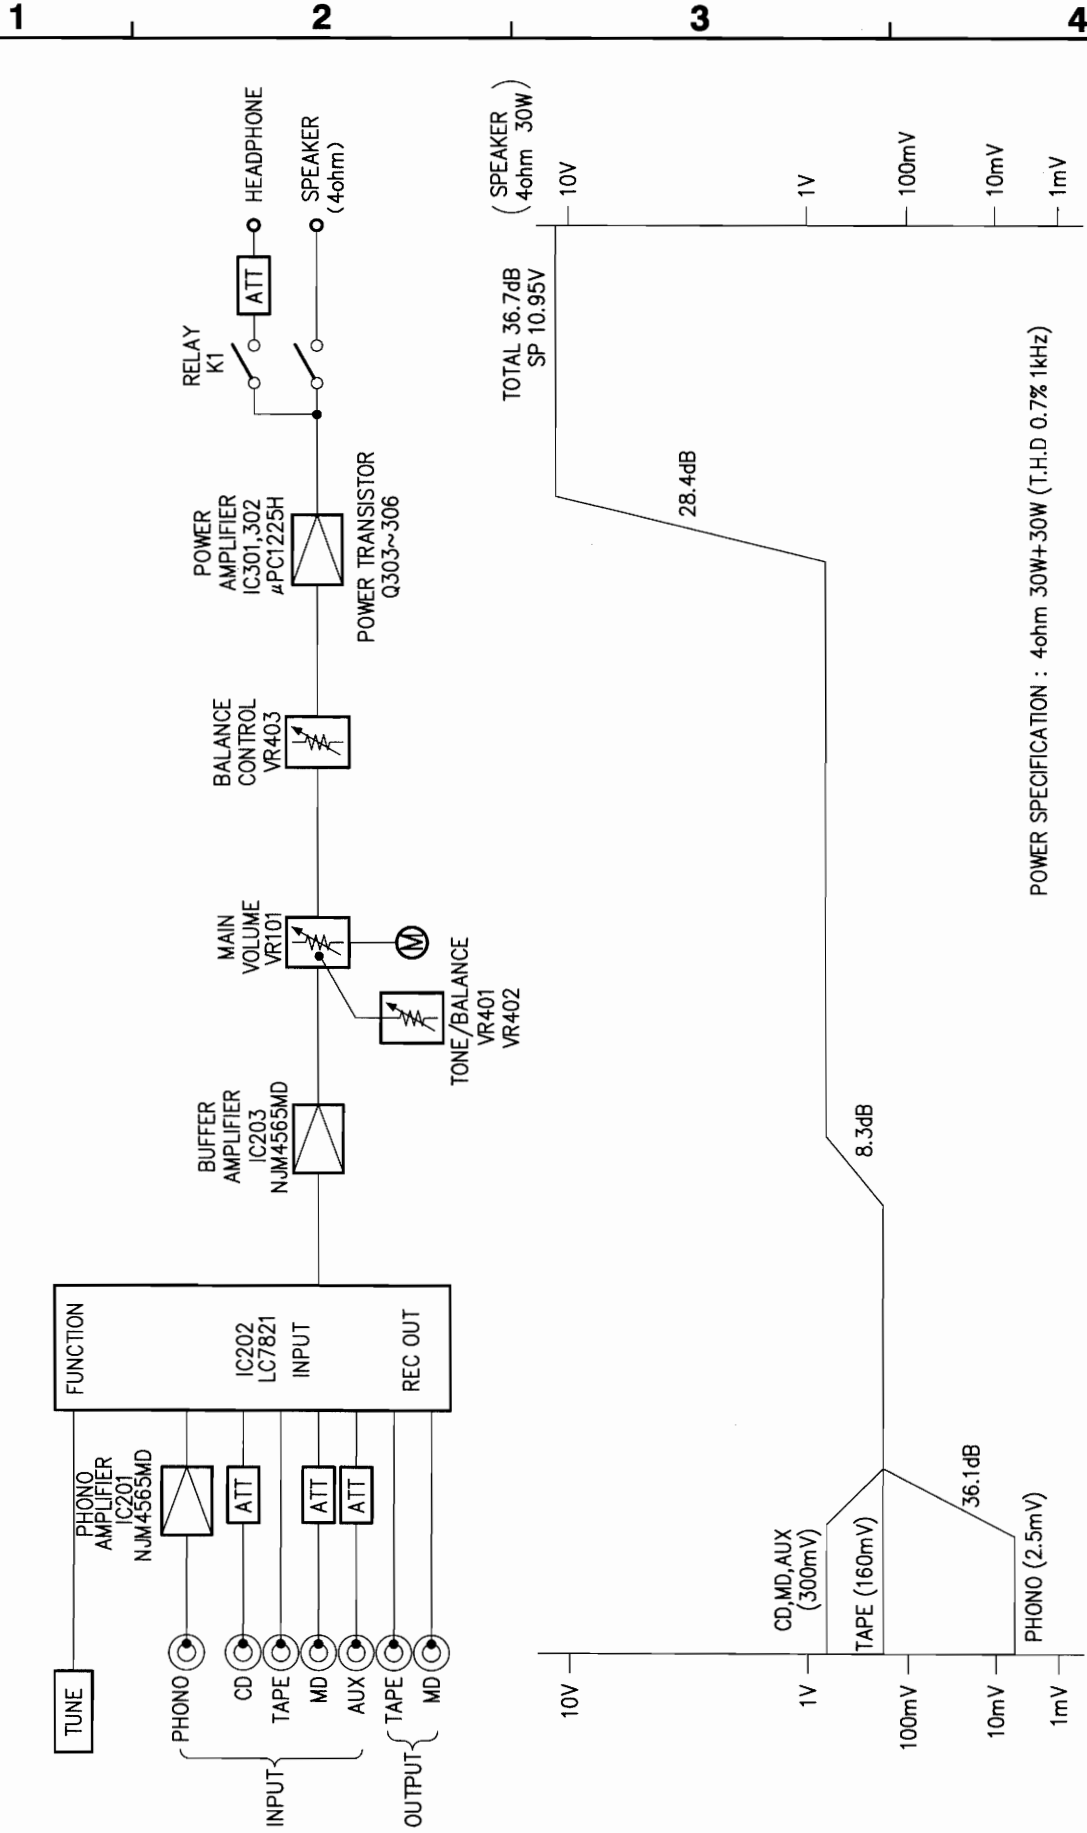 1
2
3
4
TUNE
PHONO
CD
TAPE
MD
AUX
TAPE
MD
INPUT
OUTPUT
PHONO
AMPLIFIER
IC201
NJM4565MD
ATT
ATT
ATT
FUNCTION
IC202
LC7821
INPUT
REC OUT
BUFFER
AMPLIFIER
IC203
NJM4565MD
MAIN
VOLUME
VR101
M
TONE/BALANCE
VR401
VR402
BALANCE
CONTROL
VR403
POWER
AMPLIFIER
IC301,302
µPC1225H
POWER TRANSISTOR
Q303~306
RELAY
K1
ATT
HEADPHONE
SPEAKER
(4ohm)
10V
1V
100mV
10mV
1mV
CD,MD,AUX
(300mV)
TAPE (160mV)
PHONO (2.5mV)
36.1dB
8.3dB
28.4dB
TOTAL 36.7dB
SP 10.95V
(SPEAKER
4ohm 30W)
10V
1V
100mV
10mV
1mV
POWER SPECIFICATION : 4ohm 30W+30W (T.H.D 0.7% 1kHz)